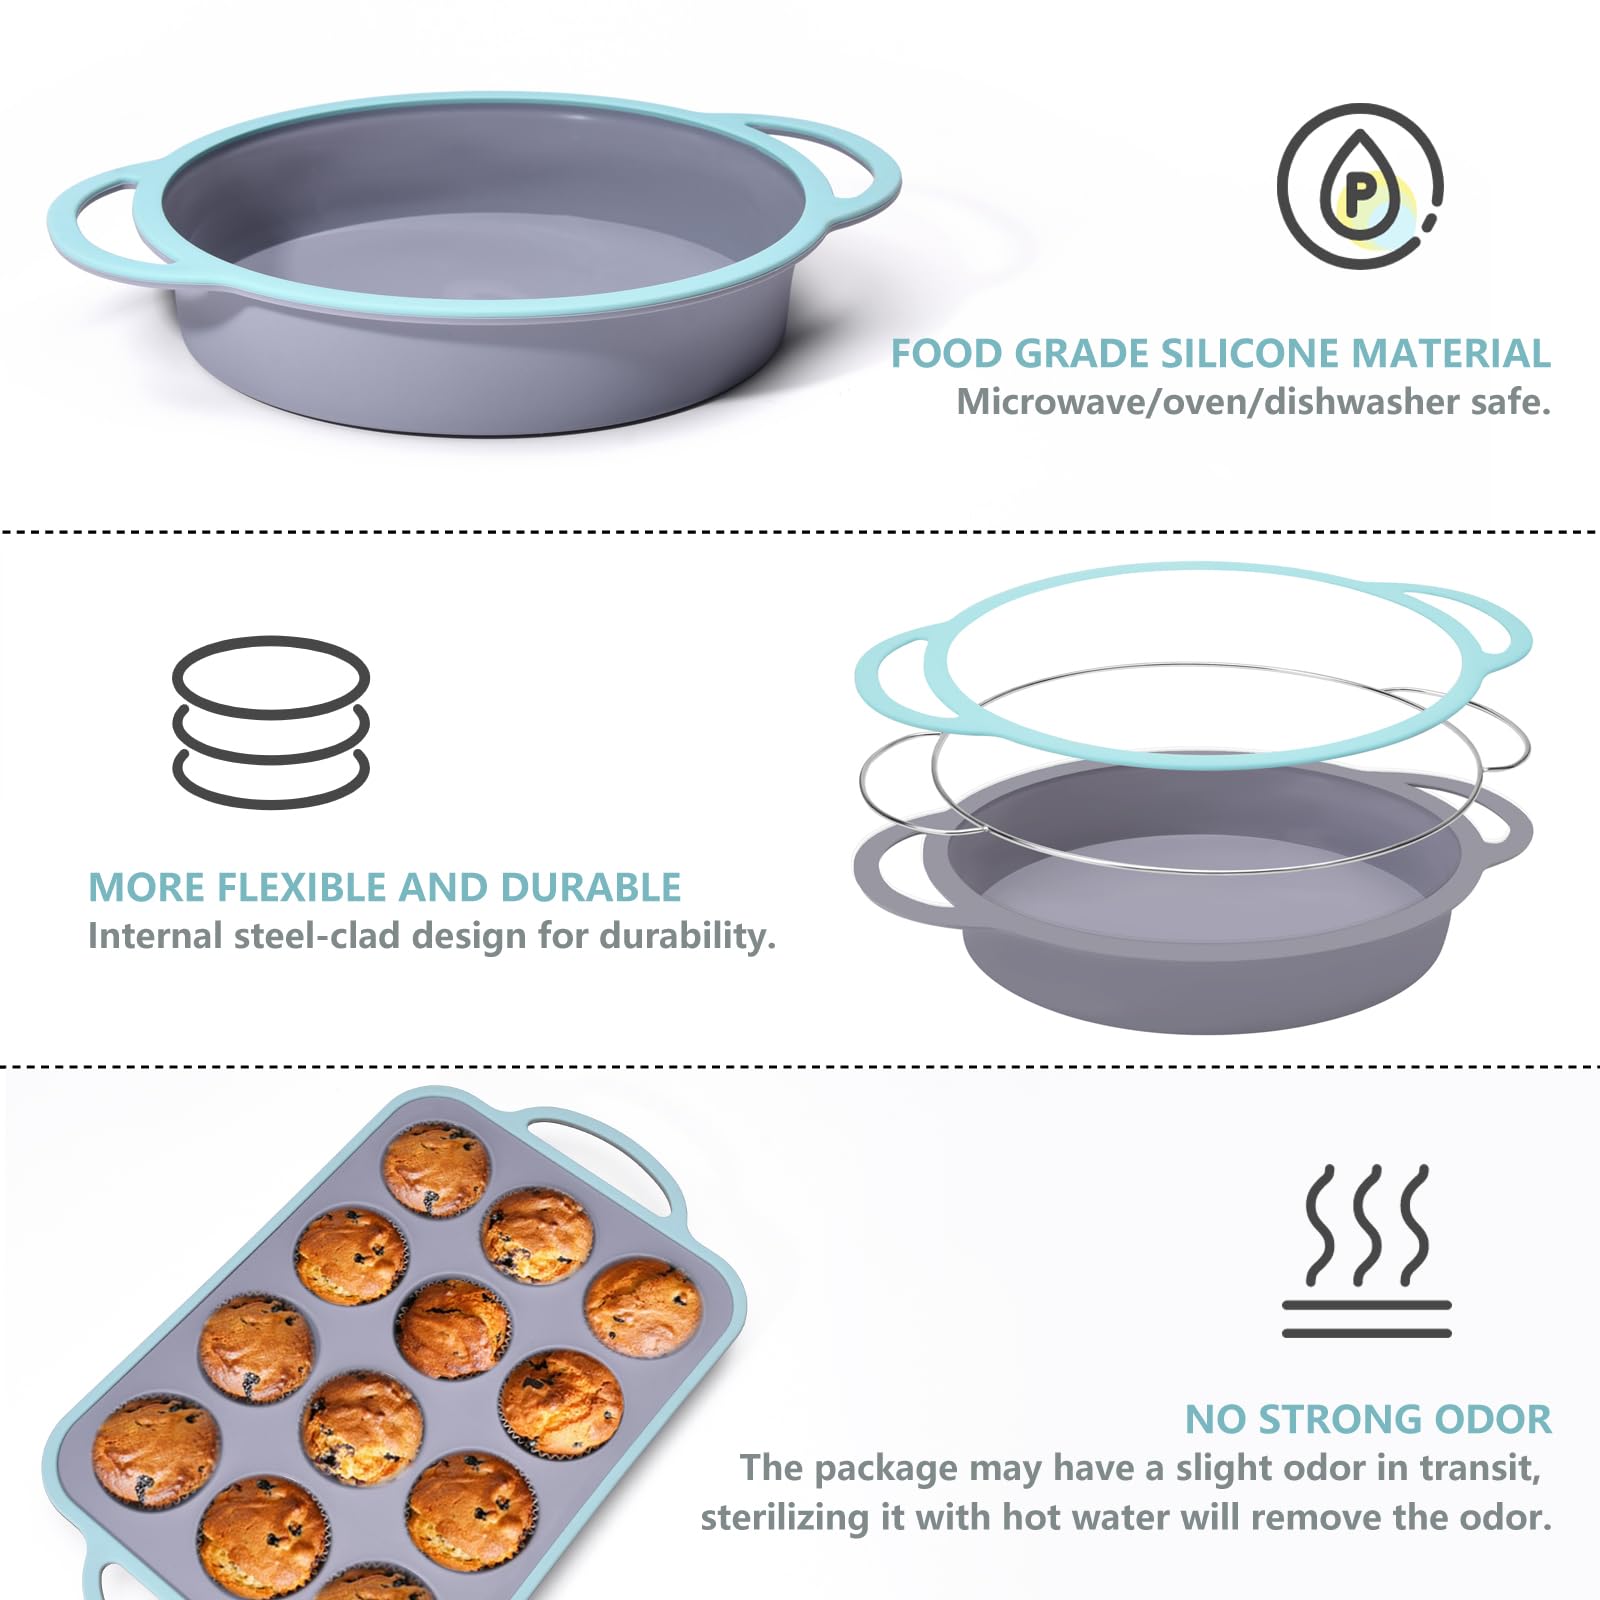 P
FOOD GRADE SILICONE MATERIAL
Microwave/oven/dishwasher safe.
MORE FLEXIBLE AND DURABLE
Internal steel-clad design for durability.
NO STRONG ODOR
The package may have a slight odor in transit,
sterilizing it with hot water will remove the odor.